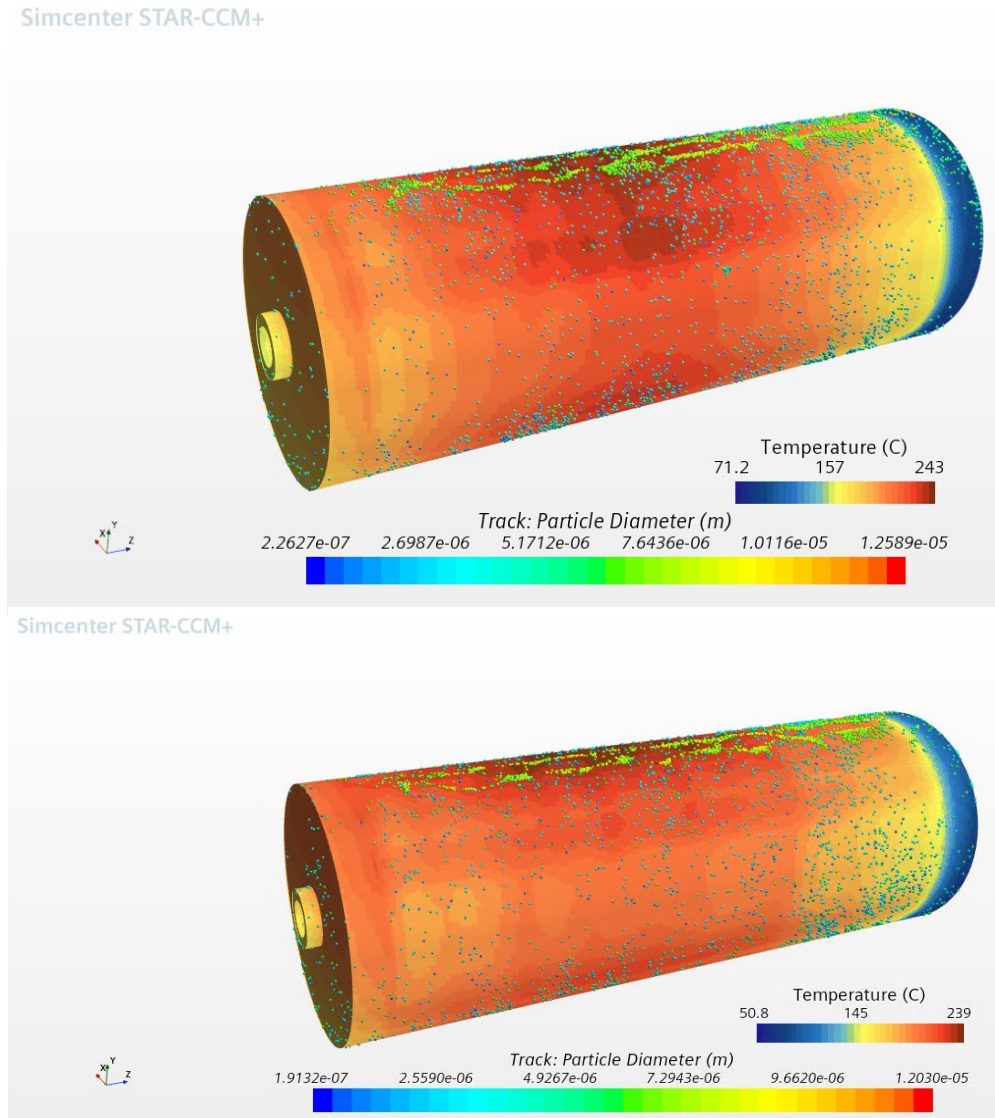 Simcenter STAR-CCM+
Temperature (C)
71.2 157 243
Track: Particle Diameter (m)
2.2627e-07 2.6987e-06 5.1712e-06 7.6436e-06 1.0116e-05 1.2589e-05
X Y Z
Simcenter STAR-CCM+
Temperature (C)
50.8 145 239
Track: Particle Diameter (m)
1.9132e-07 2.5590e-06 4.9267e-06 7.2943e-06 9.6620e-06 1.2030e-05
X Y Z